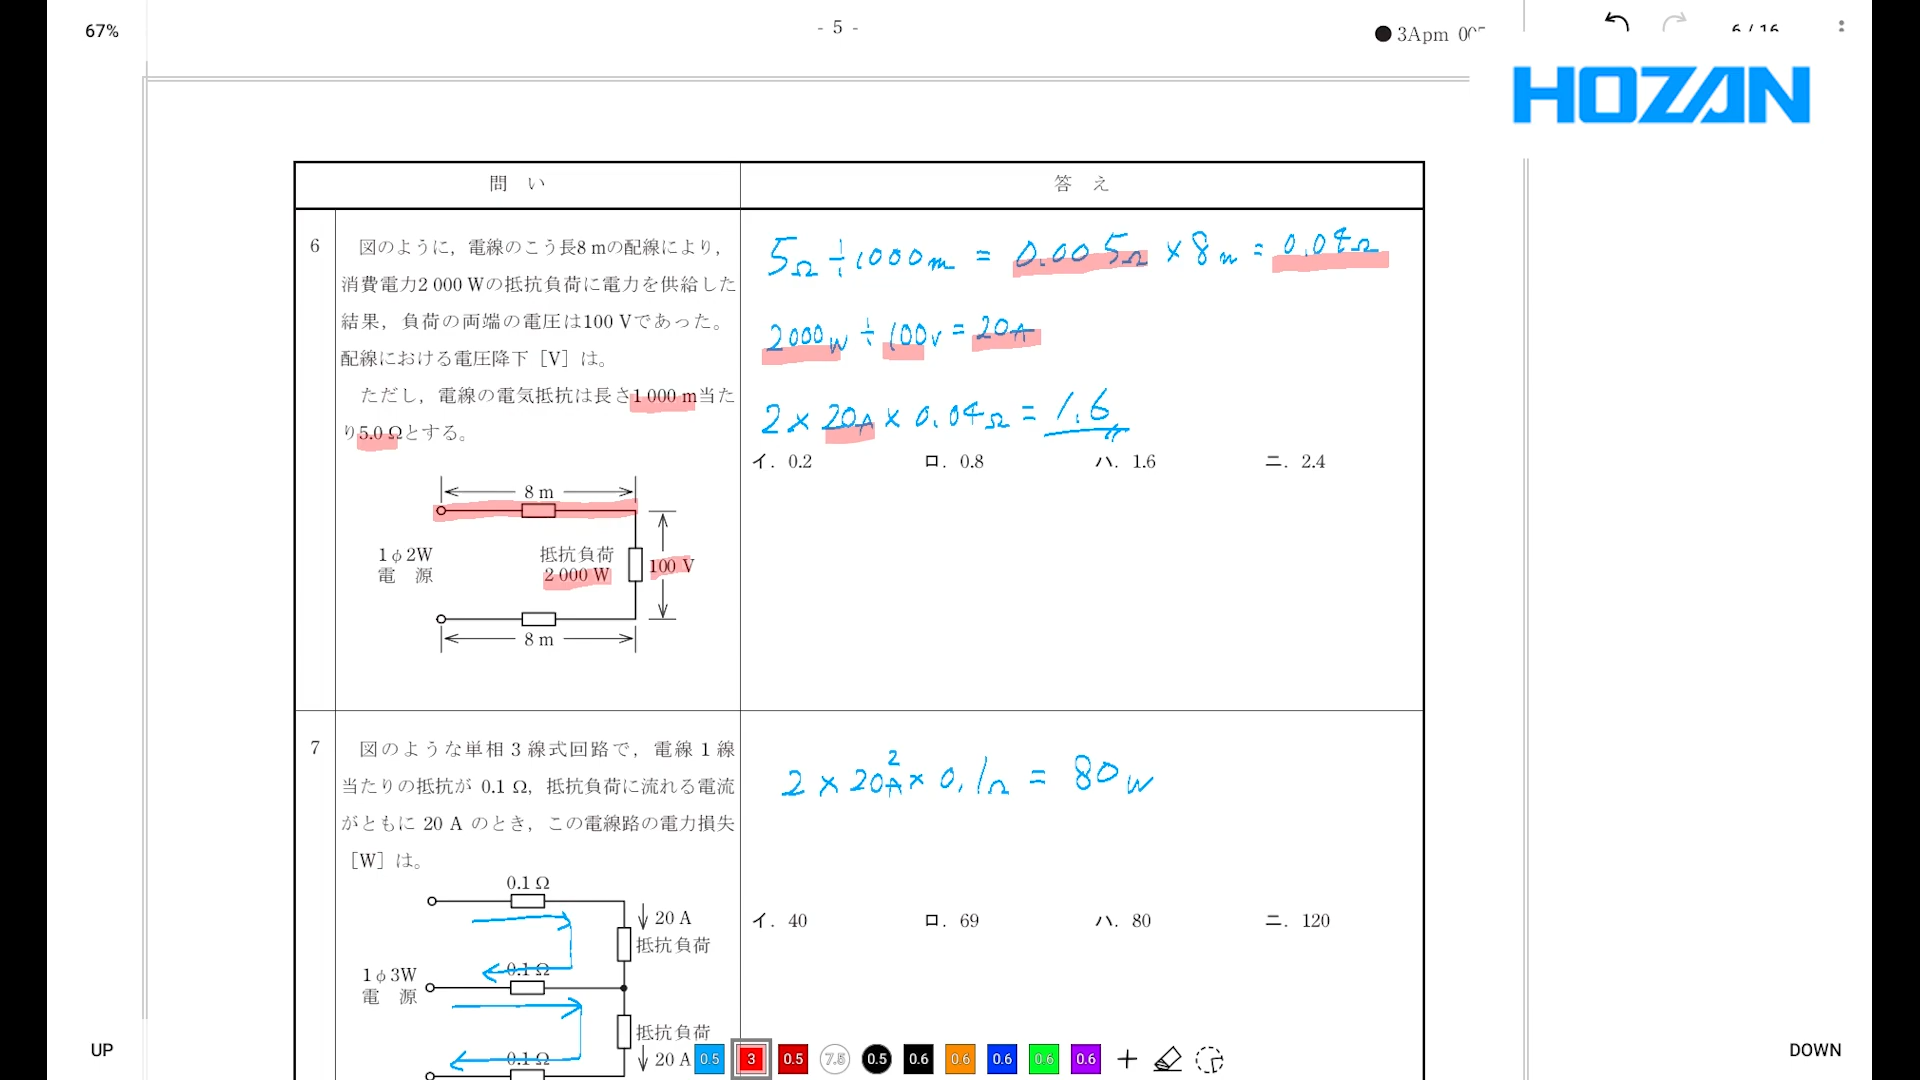 67%
- 5 -
●3Apm 00
6 / 16
HOZAN
問 い
答 え
6
図のように，電線のこう長8 mの配線により，
消費電力2 000 Wの抵抗負荷に電力を供給した
結果，負荷の両端の電圧は100 Vであった。
配線における電圧降下［V］は。
ただし，電線の電気抵抗は長さ1 000 m当た
り5.0 Ωとする。
8 m
1φ2W
電 源
抵抗負荷
2 000 W
100 V
8 m
5Ω ÷ 1000m = 0.005Ω × 8m = 0.04Ω
2000W ÷ 100V = 20A
2 × 20A × 0.04Ω = 1.6
イ．0.2 ロ．0.8 ハ．1.6 ニ．2.4
7
図のような単相 3 線式回路で，電線 1 線
当たりの抵抗が 0.1 Ω，抵抗負荷に流れる電流
がともに 20 A のとき，この電線路の電力損失
［W］は。
0.1 Ω
20 A
抵抗負荷
0.1 Ω
1φ3W
電 源
抵抗負荷
20 A
0.1 Ω
2 × 20A² × 0.1Ω = 80W
イ．40 ロ．69 ハ．80 ニ．120
UP
0.5 3 0.5 7.5 0.5 0.6 0.6 0.6 0.6 0.6
DOWN